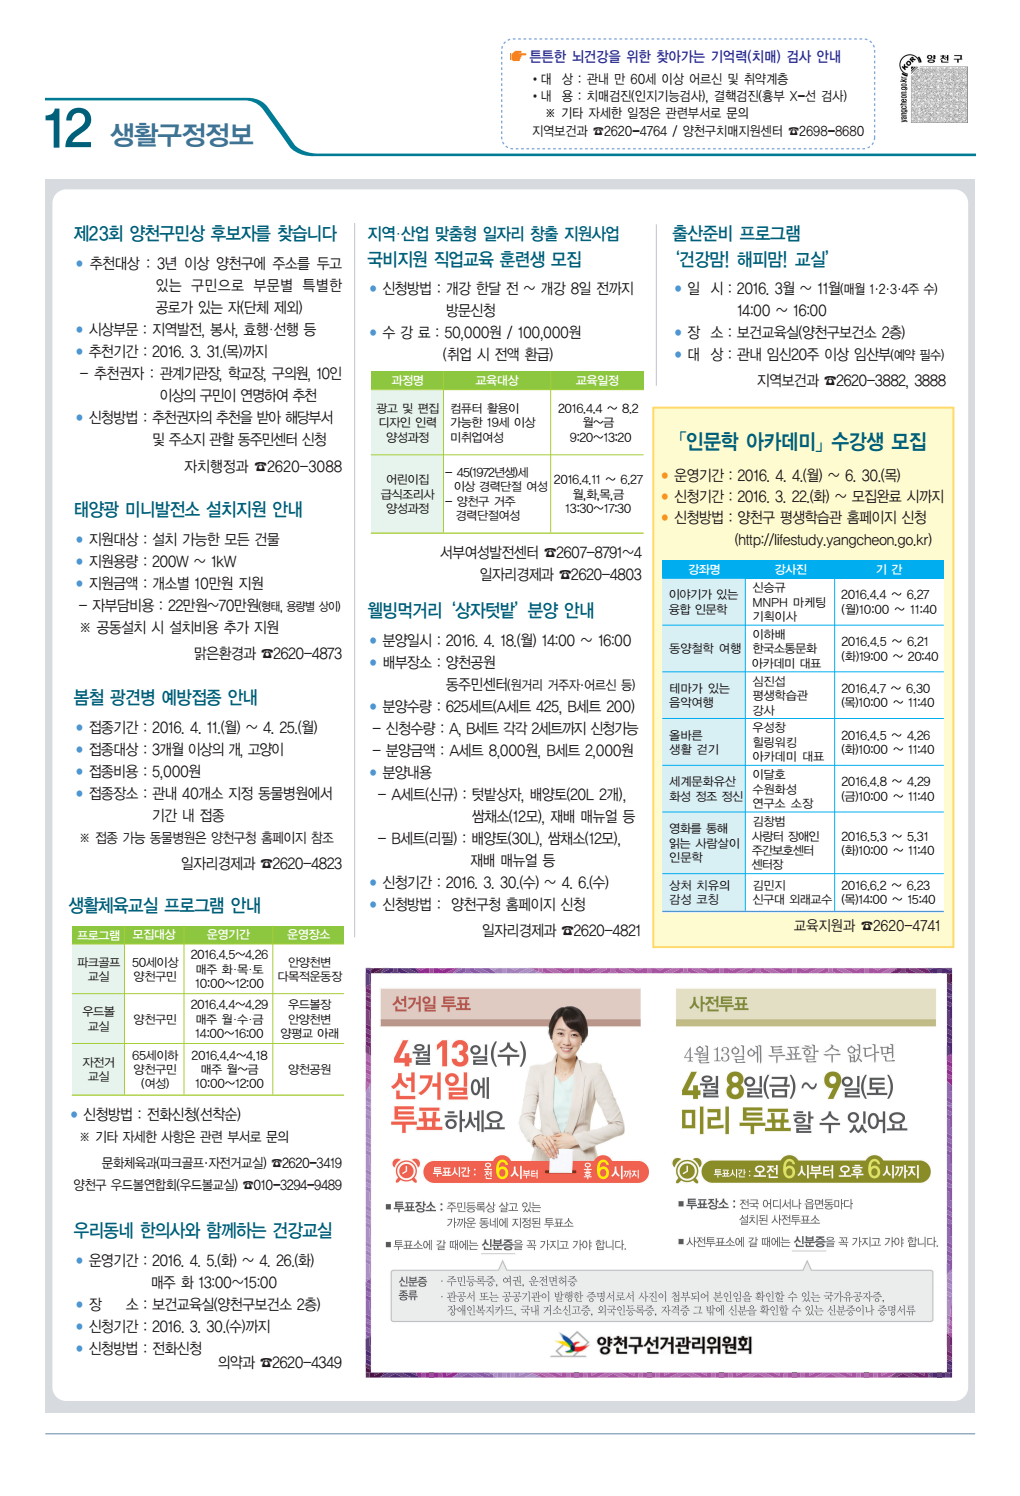 튼튼한 뇌건강을 위한 찾아가는 기억력(치매) 검사 안내
• 대 상 : 관내 만 60세 이상 어르신 및 취약계층
• 내 용 : 치매검진(인지기능검사), 결핵검진(흉부 X-선 검사)
※ 기타 자세한 일정은 관련부서로 문의
지역보건과 ☎2620-4764 / 양천구치매지원센터 ☎2698-8680
양천구
12 생활구정정보
제23회 양천구민상 후보자를 찾습니다
• 추천대상 : 3년 이상 양천구에 주소를 두고
있는 구민으로 부문별 특별한
공로가 있는 자(단체 제외)
• 시상부문 : 지역발전, 봉사, 효행·선행 등
• 추천기간 : 2016. 3. 31.(목)까지
- 추천권자 : 관계기관장, 학교장, 구의원, 10인
이상의 구민이 연명하여 추천
• 신청방법 : 추천권자의 추천을 받아 해당부서
및 주소지 관할 동주민센터 신청
자치행정과 ☎2620-3088
태양광 미니발전소 설치지원 안내
• 지원대상 : 설치 가능한 모든 건물
• 지원용량 : 200W ~ 1kW
• 지원금액 : 개소별 10만원 지원
- 자부담비용 : 22만원~70만원(형태, 용량별 상이)
※ 공동설치 시 설치비용 추가 지원
맑은환경과 ☎2620-4873
봄철 광견병 예방접종 안내
• 접종기간 : 2016. 4. 11.(월) ~ 4. 25.(월)
• 접종대상 : 3개월 이상의 개, 고양이
• 접종비용 : 5,000원
• 접종장소 : 관내 40개소 지정 동물병원에서
기간 내 접종
※ 접종 가능 동물병원은 양천구청 홈페이지 참조
일자리경제과 ☎2620-4823
생활체육교실 프로그램 안내
프로그램 모집대상 운영기간 운영장소
파크골프 교실 50세이상 양천구민 2016.4.5~4.26 매주 화·목·토 10:00~12:00 안양천변 다목적운동장
우드볼 교실 양천구민 2016.4.4~4.29 매주 월·수·금 14:00~16:00 우드볼장 안양천변 양평교 아래
자전거 교실 65세이하 양천구민 (여성) 2016.4.4~4.18 매주 월~금 10:00~12:00 양천공원
• 신청방법 : 전화신청(선착순)
※ 기타 자세한 사항은 관련 부서로 문의
문화체육과(파크골프·자전거교실) ☎2620-3419
양천구 우드볼연합회(우드볼교실) ☎010-3294-9489
우리동네 한의사와 함께하는 건강교실
• 운영기간 : 2016. 4. 5.(화) ~ 4. 26.(화)
매주 화 13:00~15:00
• 장 소 : 보건교육실(양천구보건소 2층)
• 신청기간 : 2016. 3. 30.(수)까지
• 신청방법 : 전화신청
의약과 ☎2620-4349
지역·산업 맞춤형 일자리 창출 지원사업
국비지원 직업교육 훈련생 모집
• 신청방법 : 개강 한달 전 ~ 개강 8일 전까지
방문신청
• 수 강 료 : 50,000원 / 100,000원
(취업 시 전액 환급)
과정명 교육대상 교육일정
광고 및 편집 디자인 인력 양성과정 컴퓨터 활용이 가능한 19세 이상 미취업여성 2016.4.4 ~ 8.2 월~금 9:20~13:20
어린이집 급식조리사 양성과정 - 45(1972년생)세 이상 경력단절 여성 - 양천구 거주 경력단절여성 2016.4.11 ~ 6.27 월,화,목,금 13:30~17:30
서부여성발전센터 ☎2607-8791~4
일자리경제과 ☎2620-4803
웰빙먹거리 ‘상자텃밭’ 분양 안내
• 분양일시 : 2016. 4. 18.(월) 14:00 ~ 16:00
• 배부장소 : 양천공원
동주민센터(원거리 거주자·어르신 등)
• 분양수량 : 625세트(A세트 425, B세트 200)
- 신청수량 : A, B세트 각각 2세트까지 신청가능
- 분양금액 : A세트 8,000원, B세트 2,000원
• 분양내용
- A세트(신규) : 텃밭상자, 배양토(20L 2개),
쌈채소(12모), 재배 매뉴얼 등
- B세트(리필) : 배양토(30L), 쌈채소(12모),
재배 매뉴얼 등
• 신청기간 : 2016. 3. 30.(수) ~ 4. 6.(수)
• 신청방법 : 양천구청 홈페이지 신청
일자리경제과 ☎2620-4821
출산준비 프로그램
‘건강맘! 해피맘! 교실’
• 일 시 : 2016. 3월 ~ 11월(매월 1·2·3·4주 수)
14:00 ~ 16:00
• 장 소 : 보건교육실(양천구보건소 2층)
• 대 상 : 관내 임신20주 이상 임산부(예약 필수)
지역보건과 ☎2620-3882, 3888
「인문학 아카데미」 수강생 모집
• 운영기간 : 2016. 4. 4.(월) ~ 6. 30.(목)
• 신청기간 : 2016. 3. 22.(화) ~ 모집완료 시까지
• 신청방법 : 양천구 평생학습관 홈페이지 신청
(http://lifestudy.yangcheon.go.kr)
강좌명 강사진 기 간
이야기가 있는 융합 인문학 신승규 MNPH 마케팅 기획이사 2016.4.4 ~ 6.27 (월)10:00 ~ 11:40
동양철학 여행 이하배 한국소통문화 아카데미 대표 2016.4.5 ~ 6.21 (화)19:00 ~ 20:40
테마가 있는 음악여행 심진섭 평생학습관 강사 2016.4.7 ~ 6.30 (목)10:00 ~ 11:40
올바른 생활 걷기 우성창 힐링워킹 아카데미 대표 2016.4.5 ~ 4.26 (화)10:00 ~ 11:40
세계문화유산 화성 정조 정신 이달호 수원화성 연구소 소장 2016.4.8 ~ 4.29 (금)10:00 ~ 11:40
영화를 통해 읽는 사람살이 인문학 김창범 사랑터 장애인 주간보호센터 센터장 2016.5.3 ~ 5.31 (화)10:00 ~ 11:40
상처 치유의 감성 코칭 김민지 신구대 외래교수 2016.6.2 ~ 6.23 (목)14:00 ~ 15:40
교육지원과 ☎2620-4741
선거일 투표
4월 13일(수)
선거일에
투표하세요
투표시간 : 오전 6시부터 오후 6시까지
■ 투표장소 : 주민등록상 살고 있는
가까운 동네에 지정된 투표소
■ 투표소에 갈 때에는 신분증을 꼭 가지고 가야 합니다.
사전투표
4월13일에 투표할 수 없다면
4월 8일(금) ~ 9일(토)
미리 투표할 수 있어요
투표시간 : 오전 6시부터 오후 6시까지
■ 투표장소 : 전국 어디서나 읍면동마다
설치된 사전투표소
■ 사전투표소에 갈 때에는 신분증을 꼭 가지고 가야 합니다.
신분증 종류
· 주민등록증, 여권, 운전면허증
· 관공서 또는 공공기관이 발행한 증명서로서 사진이 첩부되어 본인임을 확인할 수 있는 국가유공자증,
장애인복지카드, 국내 거소신고증, 외국인등록증, 자격증 그 밖에 신분을 확인할 수 있는 신분증이나 증명서류
양천구선거관리위원회